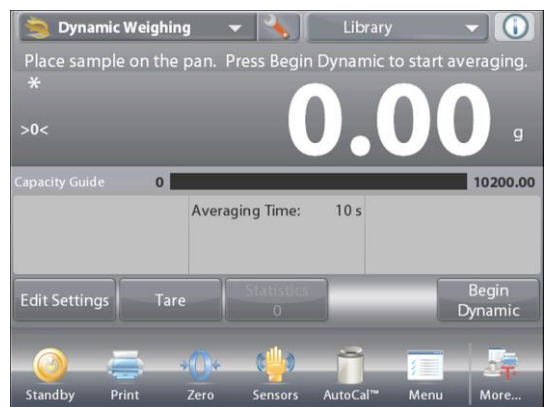 Dynamic Weighing Library
Place sample on the pan. Press Begin Dynamic to start averaging.
*
>0< 0.00 g
Capacity Guide 0 10200.00
Averaging Time: 10 s
Edit Settings Tare Statistics Begin
0 Dynamic
Standby Print Zero Sensors AutoCal™ Menu More...